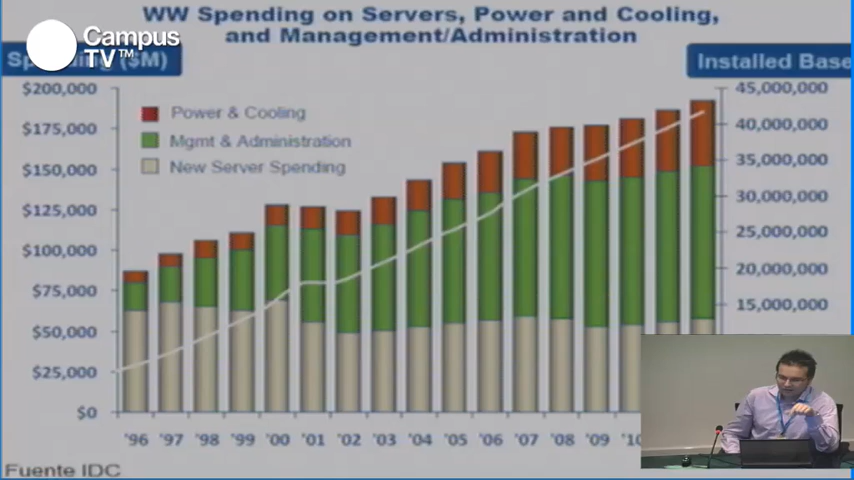 WW Spending on Servers, Power and Cooling,
and Management/Administration
Campus
TV™
($M)
Installed Base
$200,000
$175,000
$150,000
$125,000
$100,000
$75,000
$50,000
$25,000
$0
Power & Cooling
Mgmt & Administration
New Server Spending
45,000,000
40,000,000
35,000,000
30,000,000
25,000,000
20,000,000
15,000,000
'96 '97 '98 '99 '00 '01 '02 '03 '04 '05 '06 '07 '08 '09 '10
Fuente IDC